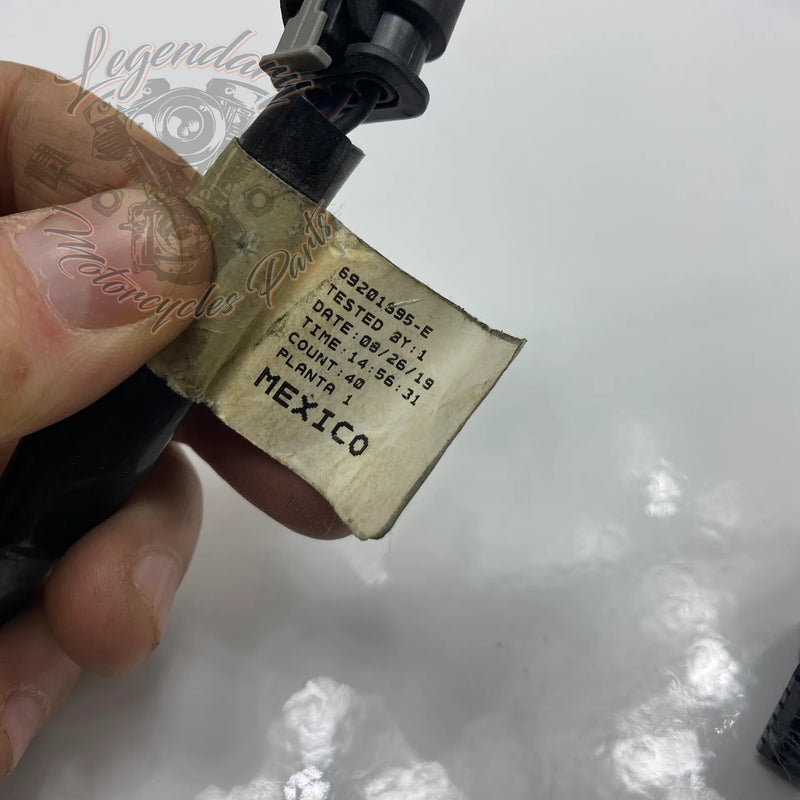 Legendary
Motorcycles Parts
69201995-E
TESTED BY:1
DATE:08/26/19
TIME:14:56:31
COUNT:40
PLANTA 1
MEXICO